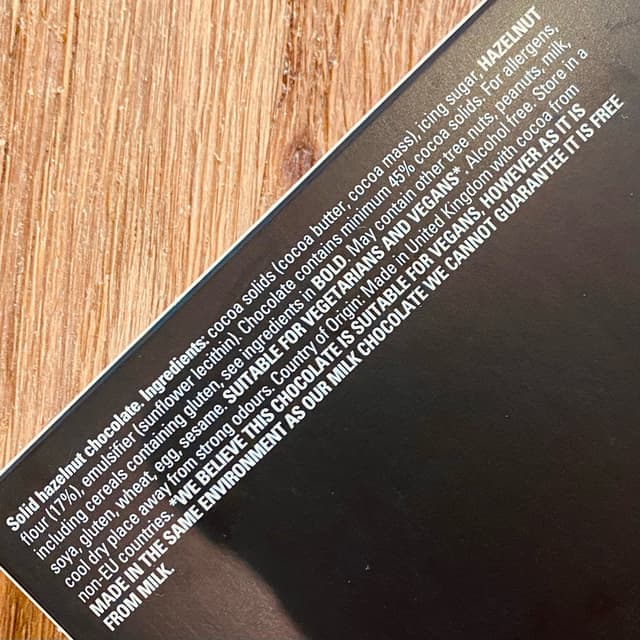 Solid hazelnut chocolate. Ingredients: cocoa solids (cocoa butter, cocoa mass), icing sugar, HAZELNUT
flour (17%), emulsifier (sunflower lecithin). Chocolate contains minimum 45% cocoa solids. For allergens,
including cereals containing gluten, see ingredients in BOLD. May contain other tree nuts, peanuts, milk,
soya, gluten, wheat, egg, sesame. SUITABLE FOR VEGETARIANS AND VEGANS*. Alcohol free. Store in a
cool dry place away from strong odours. Country of Origin: Made in United Kingdom with cocoa from
non-EU countries. *WE BELIEVE THIS CHOCOLATE IS SUITABLE FOR VEGANS, HOWEVER AS IT IS
MADE IN THE SAME ENVIRONMENT AS OUR MILK CHOCOLATE WE CANNOT GUARANTEE IT IS FREE
FROM MILK.